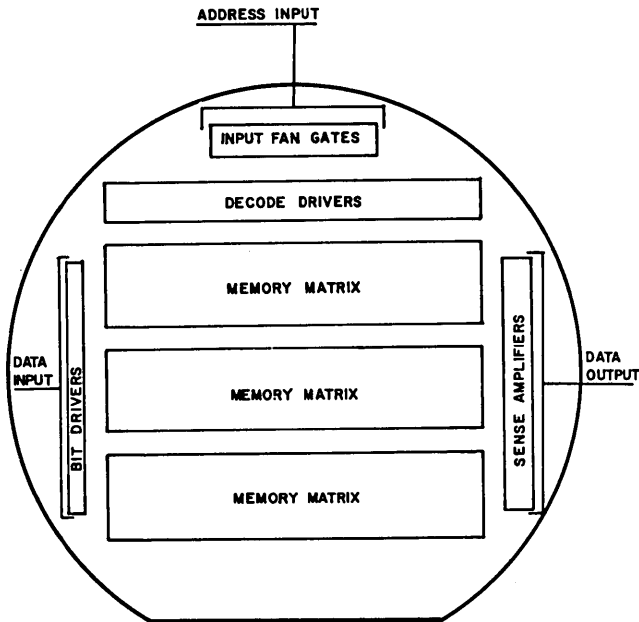 ADDRESS INPUT
INPUT FAN GATES
DECODE DRIVERS
MEMORY MATRIX
DATA
INPUT
BIT DRIVERS
MEMORY MATRIX
SENSE AMPLIFIERS
DATA
OUTPUT
MEMORY MATRIX